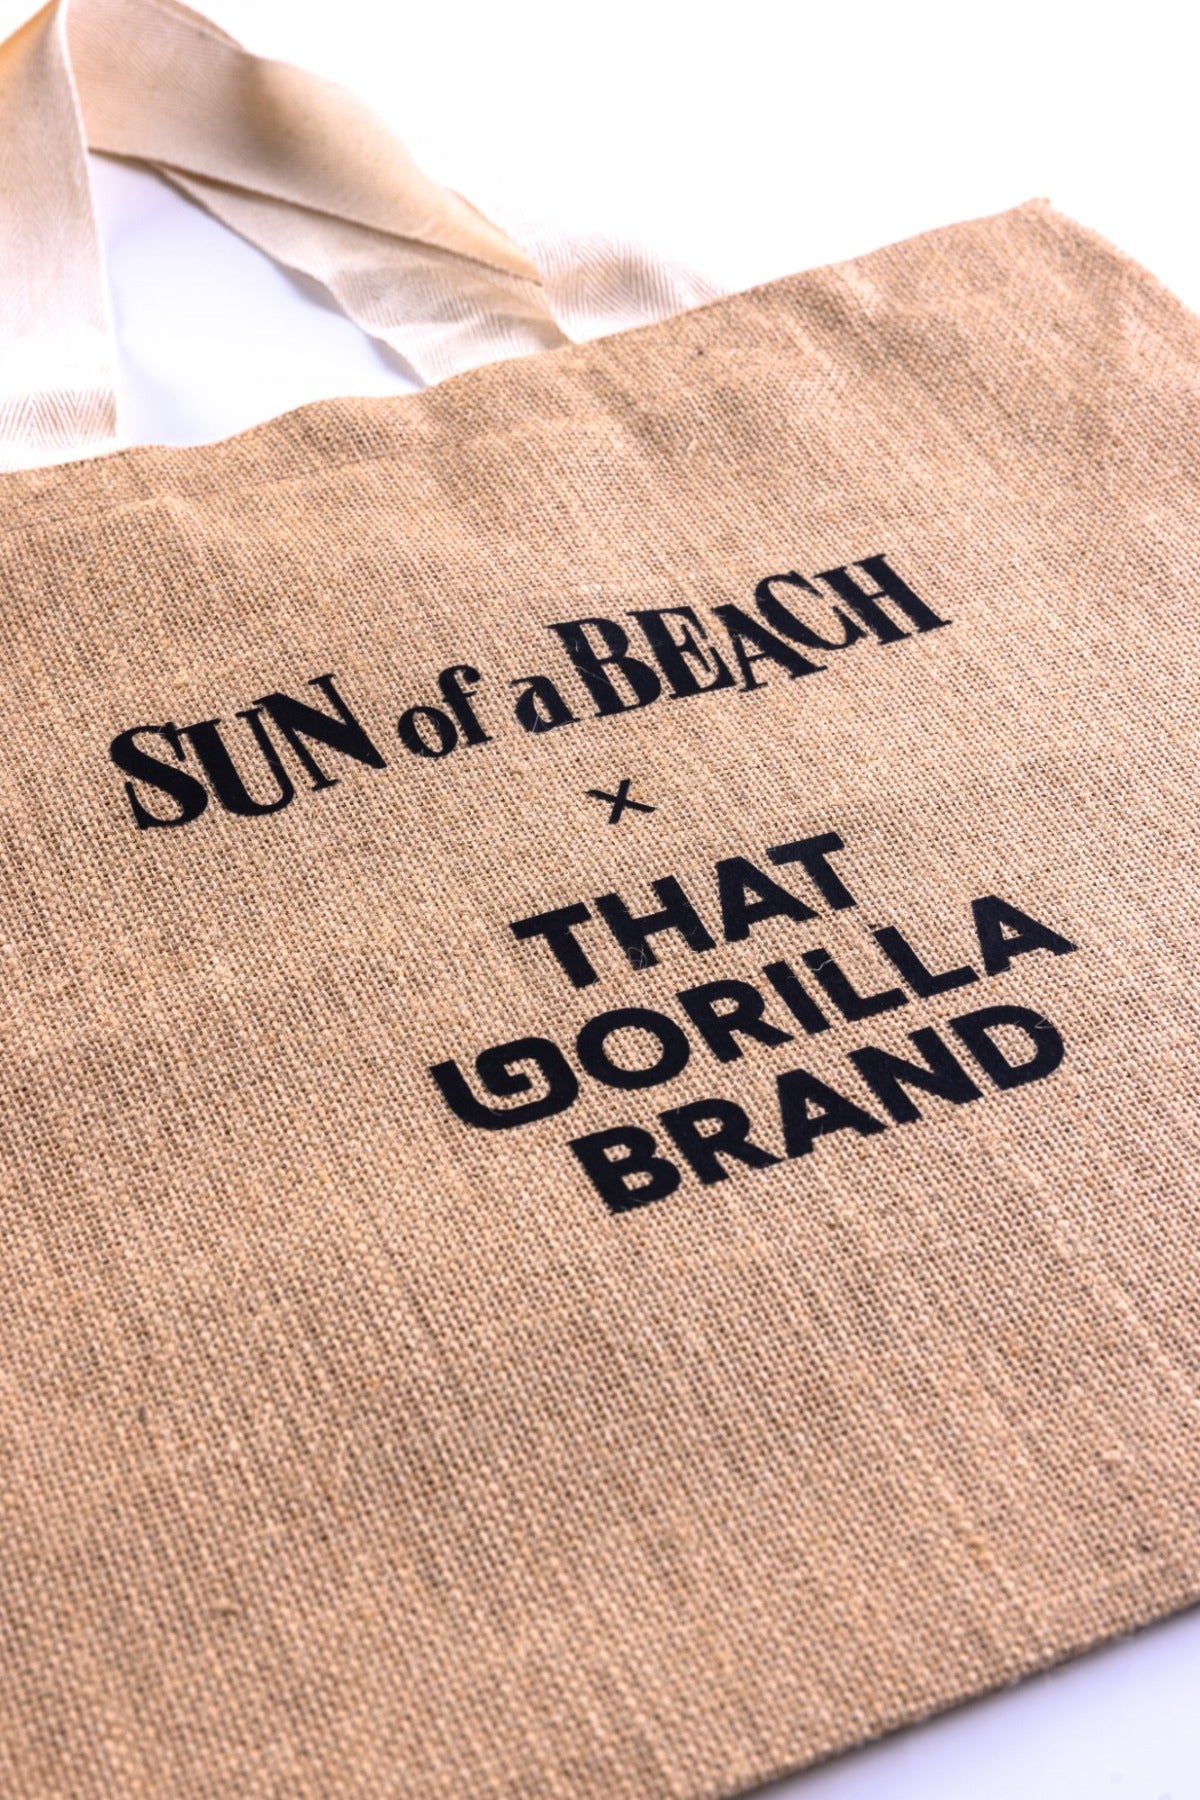 SUN of a BEACH
X
THAT
GORILLA
BRAND